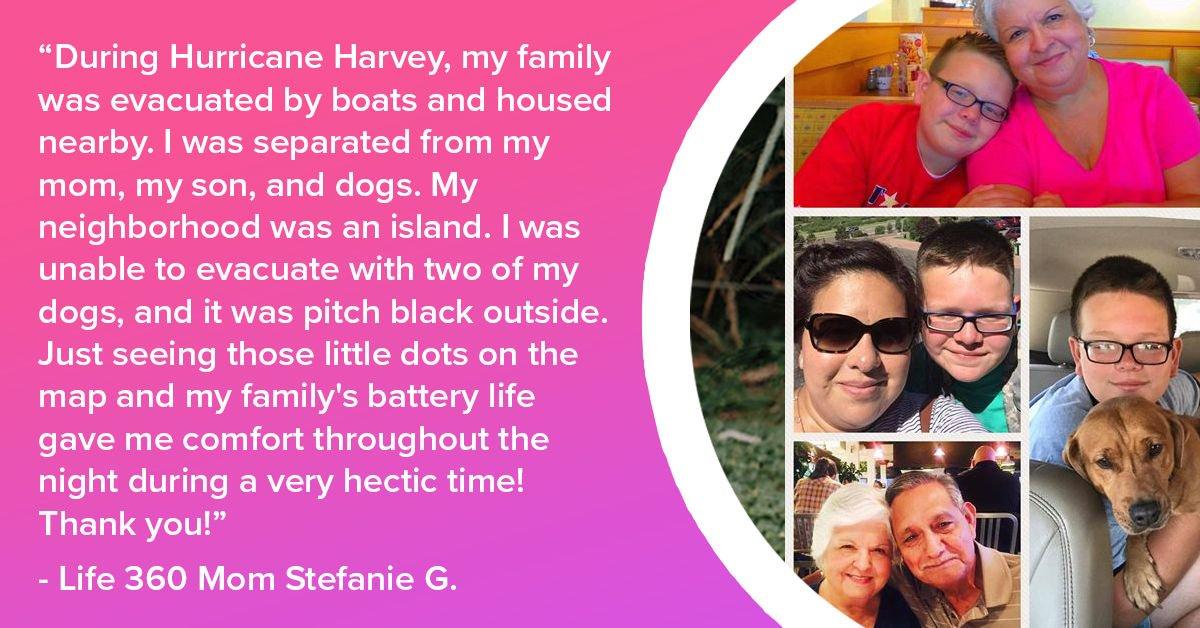 “During Hurricane Harvey, my family
was evacuated by boats and housed
nearby. I was separated from my
mom, my son, and dogs. My
neighborhood was an island. I was
unable to evacuate with two of my
dogs, and it was pitch black outside.
Just seeing those little dots on the
map and my family's battery life
gave me comfort throughout the
night during a very hectic time!
Thank you!”
- Life 360 Mom Stefanie G.